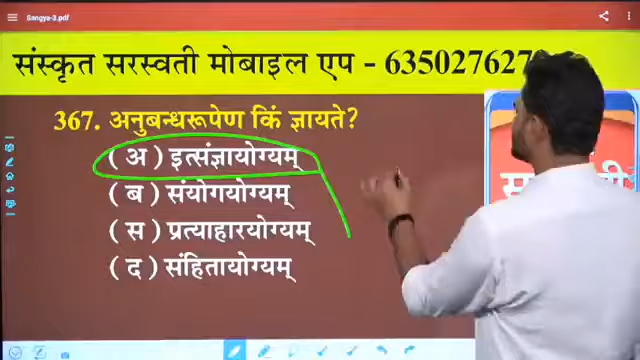 Sangya-3.pdf
संस्कृत सरस्वती मोबाइल एप - 635027627
367. अनुबन्धरूपेण किं ज्ञायते?
( अ ) इत्संज्ञायोग्यम्
( ब ) संयोगयोग्यम्
( स ) प्रत्याहारयोग्यम्
( द ) संहितायोग्यम्